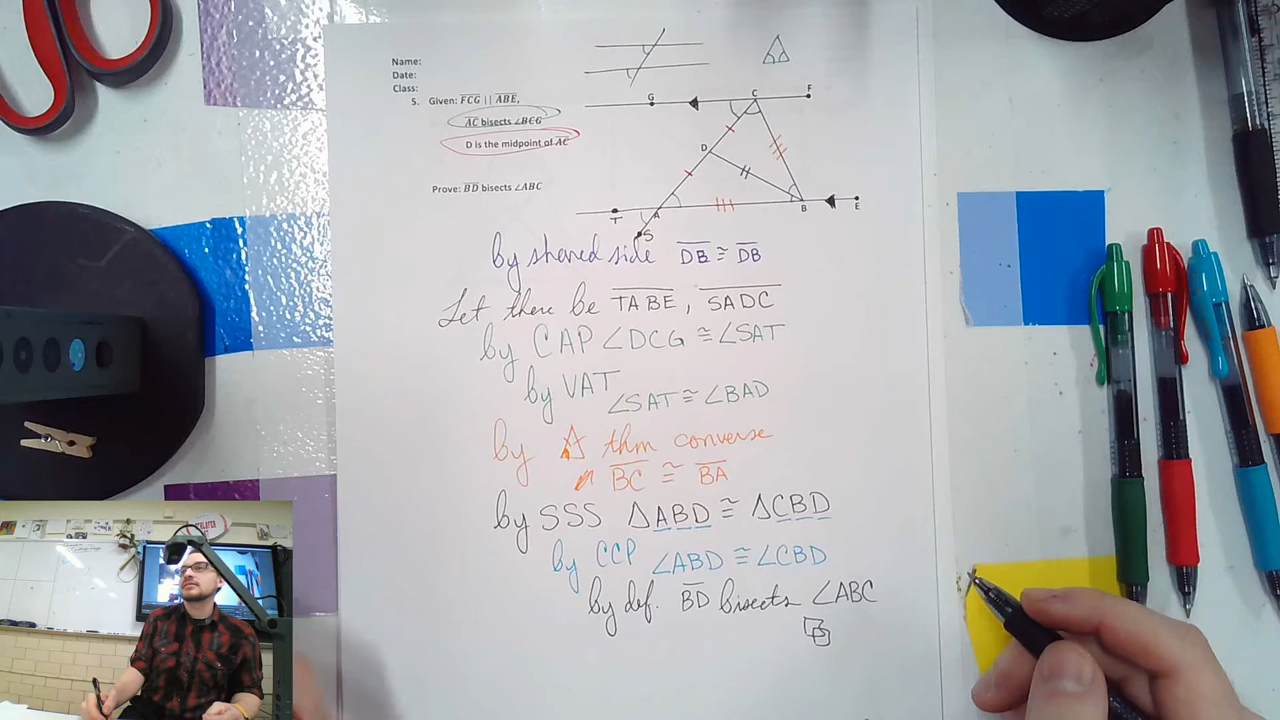 Name:
Date:
Class:
5. Given: FCG || ABE,
AC bisects ∠BCG
D is the midpoint of AC
Prove: BD bisects ∠ABC
G C F
D
T A B E
S
by shared side DB ≅ DB
Let there be TABE, SADC
by CAP ∠DCG ≅ ∠SAT
by VAT
∠SAT ≅ ∠BAD
by thm converse
BC ≅ BA
by SSS △ABD ≅ △CBD
by CCP ∠ABD ≅ ∠CBD
by def. BD bisects ∠ABC